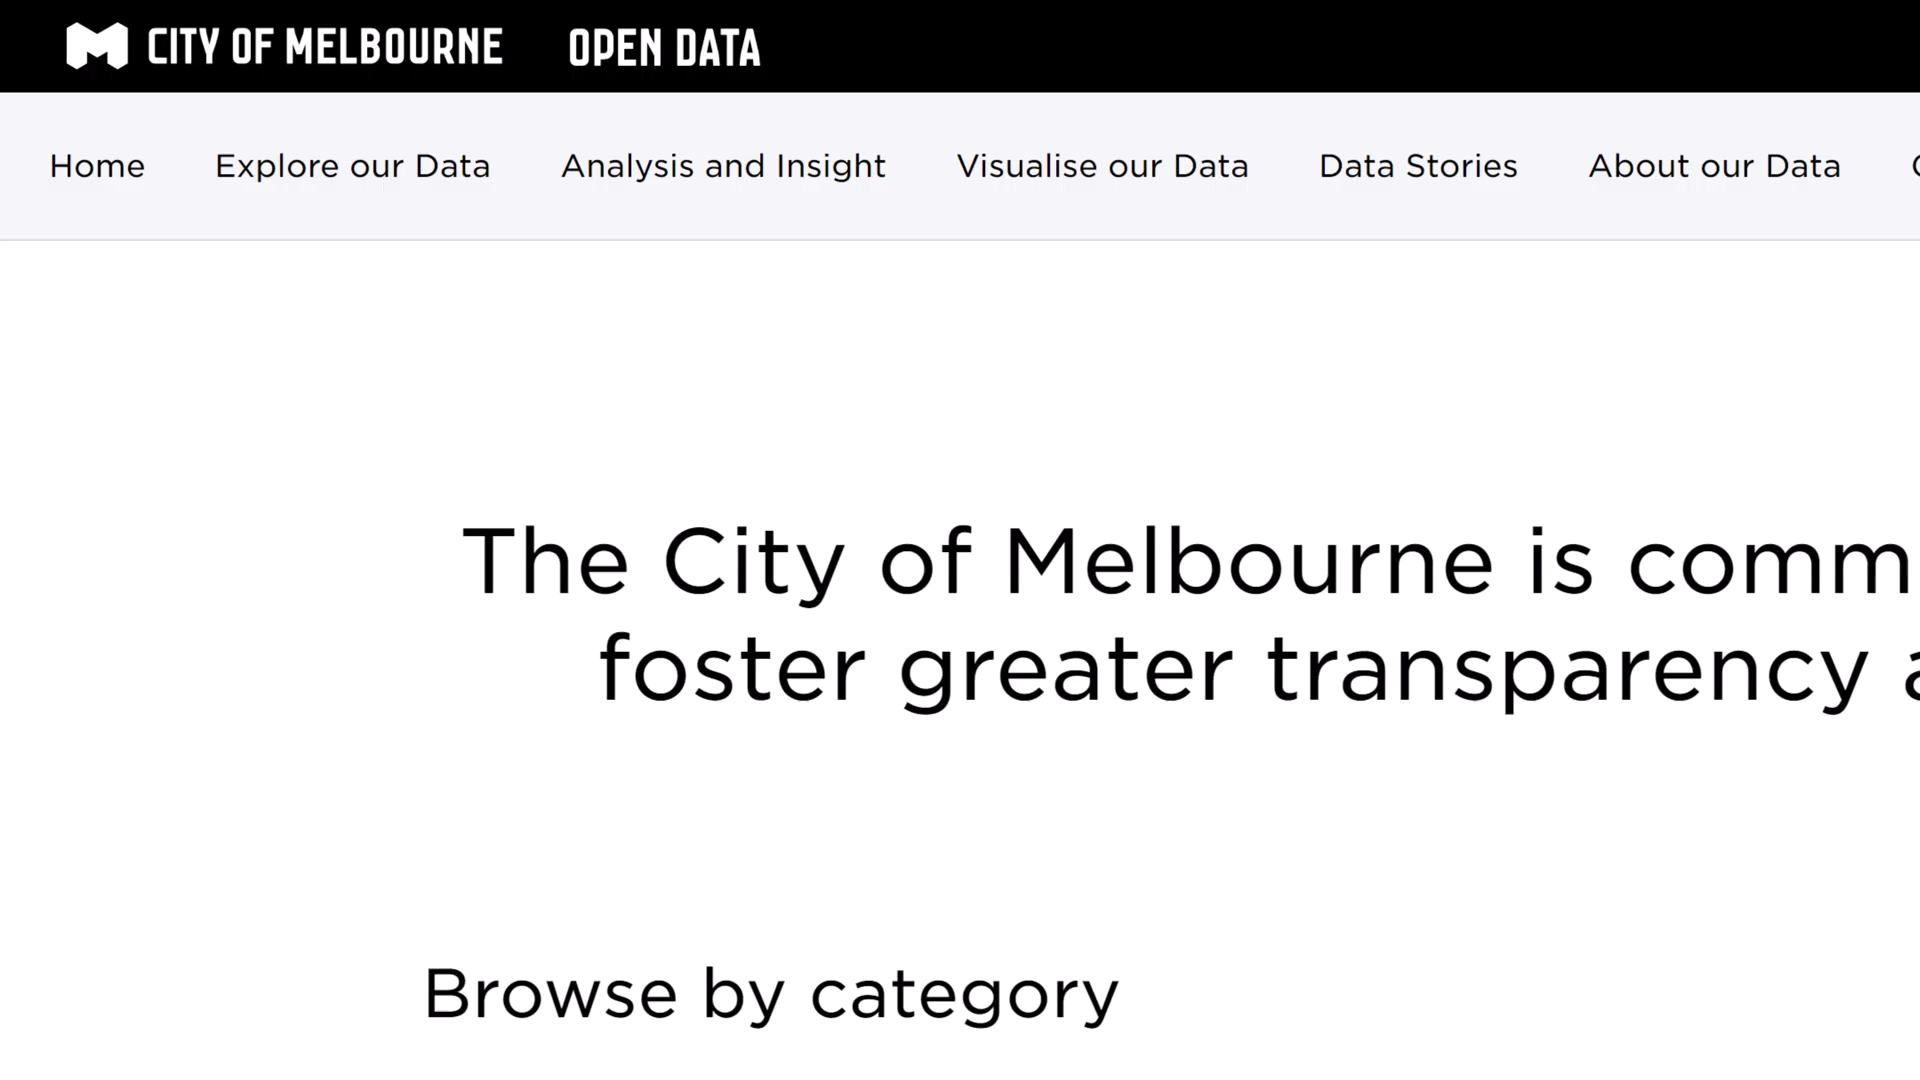 CITY OF MELBOURNE OPEN DATA
Home Explore our Data Analysis and Insight Visualise our Data Data Stories About our Data
The City of Melbourne is comm
foster greater transparency a
Browse by category